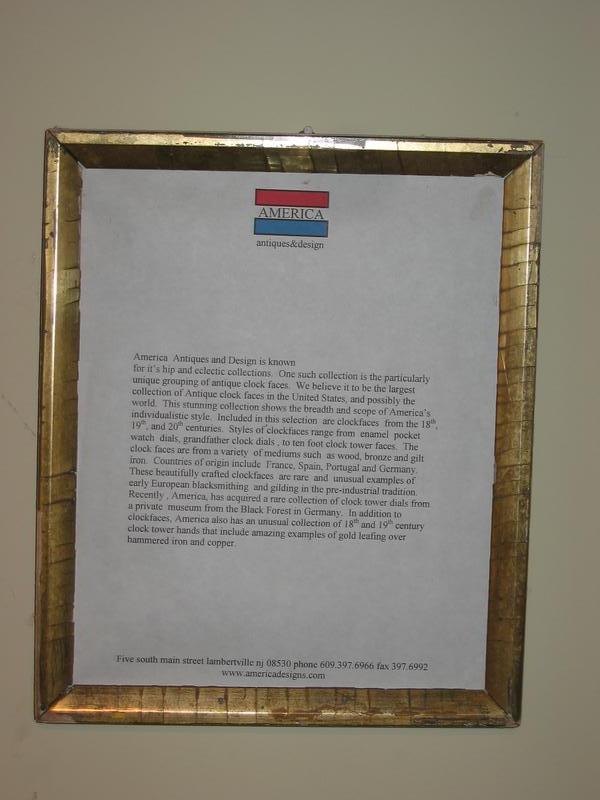 AMERICA
antiques&design
America Antiques and Design is known
for it's hip and eclectic collections. One such collection is the particularly
unique grouping of antique clock faces. We believe it to be the largest
collection of Antique clock faces in the United States, and possibly the
world. This stunning collection shows the breadth and scope of America's
individualistic style. Included in this selection are clockfaces from the 18th,
19th, and 20th centuries. Styles of clockfaces range from enamel pocket
watch dials, grandfather clock dials , to ten foot clock tower faces. The
clock faces are from a variety of mediums such as wood, bronze and gilt
iron. Countries of origin include France, Spain, Portugal and Germany.
These beautifully crafted clockfaces are rare and unusual examples of
early European blacksmithing and gilding in the pre-industrial tradition.
Recently , America, has acquired a rare collection of clock tower dials from
a private museum from the Black Forest in Germany. In addition to
clockfaces, America also has an unusual collection of 18th and 19th century
clock tower hands that include amazing examples of gold leafing over
hammered iron and copper.
Five south main street lambertville nj 08530 phone 609.397.6966 fax 397.6992
www.americadesigns.com